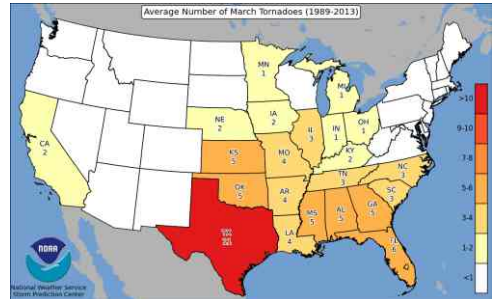 Average Number of March Tornadoes (1989-2013)
MN
1
MI
1
NE
2
IA
2
IL
3
IN
1
OH
1
CA
2
KS
5
MO
4
KY
2
NC
3
TN
3
OK
5
AR
4
SC
3
MS
5
AL
5
GA
5
LA
4
FL
6
>10
9-10
7-8
5-6
3-4
1-2
<1
NOAA
National Weather Service
Storm Prediction Center